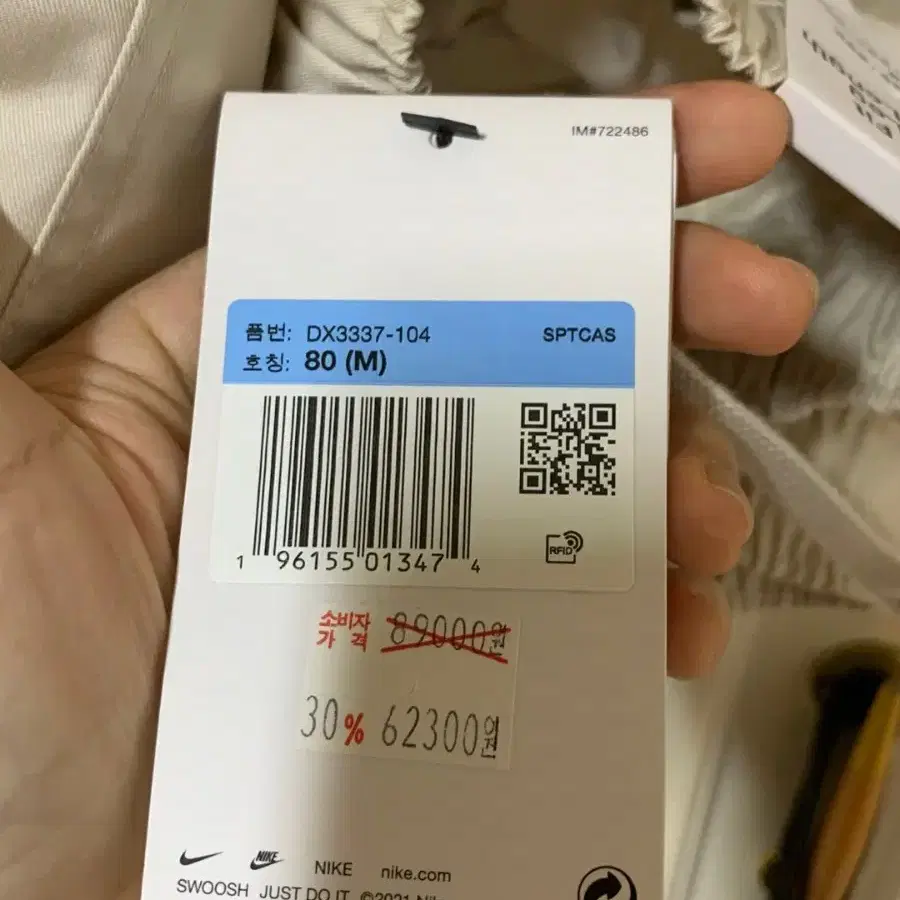 IM#722486
품번: DX3337-104 SPTCAS
호칭: 80 (M)
1 96155 01347 4
RFID
소비자
가 격 89000원
30% 62300원
NIKE NIKE nike.com
SWOOSH JUST DO IT ©2021